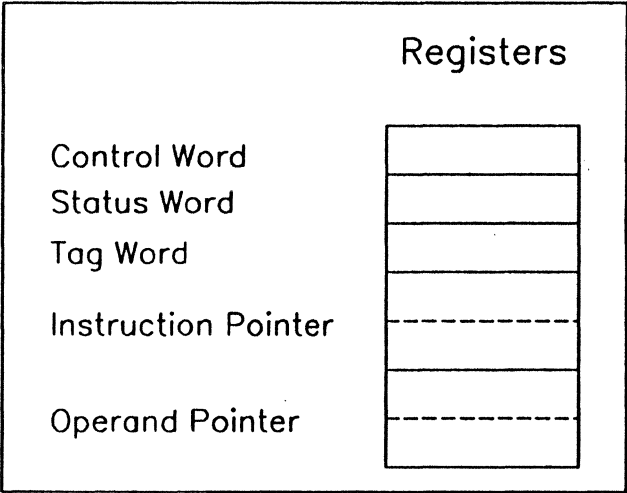 Registers
Control Word
Status Word
Tag Word
Instruction Pointer
Operand Pointer